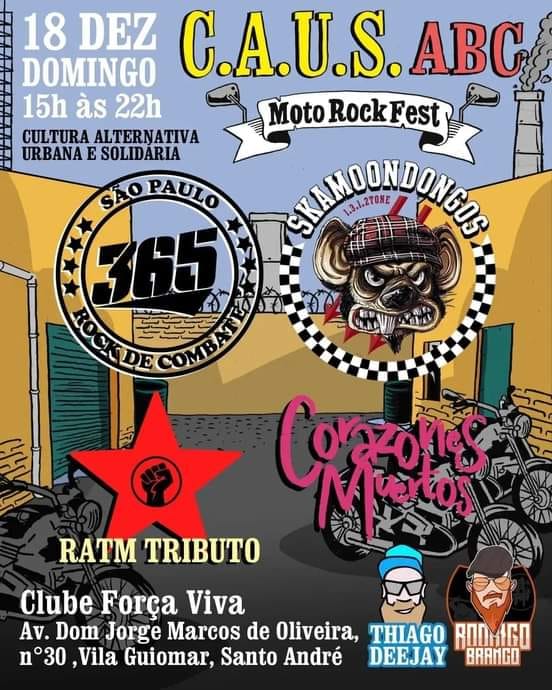 18 DEZ
DOMINGO
15h às 22h
CULTURA ALTERNATIVA
URBANA E SOLIDÁRIA
C.A.U.S. ABC
Moto Rock Fest
SÃO PAULO
365
ROCK DE COMBATE
SKAMOONDONGOS
1.3.1.2TONE
RATM TRIBUTO
Corazones
Muertos
Clube Força Viva
Av. Dom Jorge Marcos de Oliveira,
n°30 ,Vila Guiomar, Santo André
THIAGO
DEEJAY
RODRIGO
BRANCO